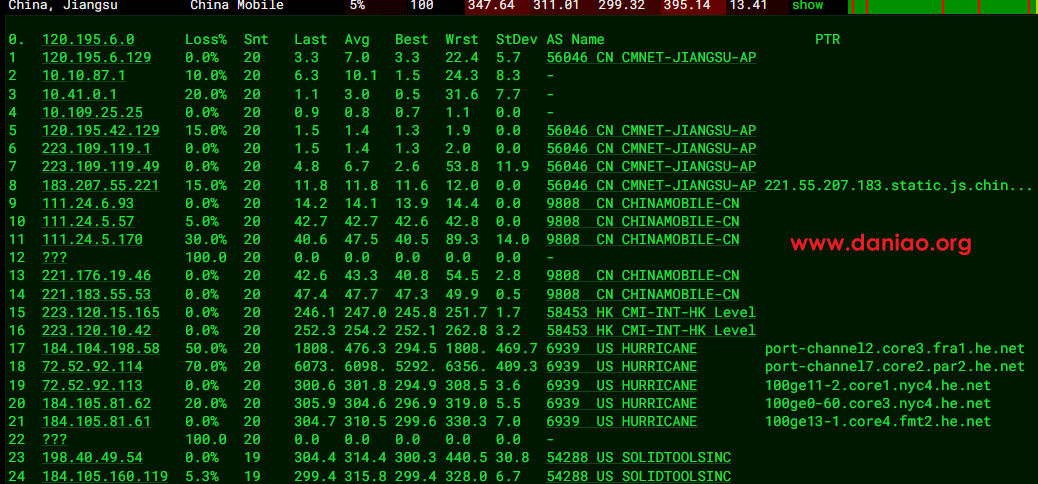 China, Jiangsu China Mobile 5% 100 347.64 311.01 299.32 395.14 13.41 show
0. 120.195.6.0 Loss% Snt Last Avg Best Wrst StDev AS Name PTR
1 120.195.6.129 0.0% 20 3.3 7.0 3.3 22.4 5.7 56046 CN CMNET-JIANGSU-AP
2 10.10.87.1 10.0% 20 6.3 10.1 1.5 24.3 8.3 -
3 10.41.0.1 20.0% 20 1.1 3.0 0.5 31.6 7.7 -
4 10.109.25.25 0.0% 20 0.9 0.8 0.7 1.1 0.0 -
5 120.195.42.129 15.0% 20 1.5 1.4 1.3 1.9 0.0 56046 CN CMNET-JIANGSU-AP
6 223.109.119.1 0.0% 20 1.5 1.4 1.3 2.0 0.0 56046 CN CMNET-JIANGSU-AP
7 223.109.119.49 0.0% 20 4.8 6.7 2.6 53.8 11.9 56046 CN CMNET-JIANGSU-AP
8 183.207.55.221 15.0% 20 11.8 11.8 11.6 12.0 0.0 56046 CN CMNET-JIANGSU-AP 221.55.207.183.static.js.chin...
9 111.24.6.93 0.0% 20 14.2 14.1 13.9 14.4 0.0 9808 CN CHINAMOBILE-CN
10 111.24.5.57 5.0% 20 42.7 42.7 42.6 42.8 0.0 9808 CN CHINAMOBILE-CN
11 111.24.5.170 30.0% 20 40.6 47.5 40.5 89.3 14.0 9808 CN CHINAMOBILE-CN
www.daniao.org
12 ??? 100.0 20 0.0 0.0 0.0 0.0 0.0 -
13 221.176.19.46 0.0% 20 42.6 43.3 40.8 54.5 2.8 9808 CN CHINAMOBILE-CN
14 221.183.55.53 0.0% 20 47.4 47.7 47.3 49.9 0.5 9808 CN CHINAMOBILE-CN
15 223.120.15.165 0.0% 20 246.1 247.0 245.8 251.7 1.7 58453 HK CMI-INT-HK Level
16 223.120.10.42 0.0% 20 252.3 254.2 252.1 262.8 3.2 58453 HK CMI-INT-HK Level
17 184.104.198.58 50.0% 20 1808. 476.3 294.5 1808. 469.7 6939 US HURRICANE port-channel2.core3.fra1.he.net
18 72.52.92.114 70.0% 20 6073. 6098. 5292. 6356. 409.3 6939 US HURRICANE port-channel7.core2.par2.he.net
19 72.52.92.113 0.0% 20 300.6 301.8 294.9 308.5 3.6 6939 US HURRICANE 100ge11-2.core1.nyc4.he.net
20 184.105.81.62 20.0% 20 305.9 304.6 296.9 319.0 5.5 6939 US HURRICANE 100ge0-60.core3.nyc4.he.net
21 184.105.81.61 0.0% 20 304.7 310.5 299.6 330.3 7.0 6939 US HURRICANE 100ge13-1.core4.fmt2.he.net
22 ??? 100.0 20 0.0 0.0 0.0 0.0 0.0 -
23 198.40.49.54 0.0% 19 304.4 314.4 300.3 440.5 30.8 54288 US SOLIDTOOLSINC
24 184.105.160.119 5.3% 19 299.4 315.8 299.4 328.0 6.7 54288 US SOLIDTOOLSINC